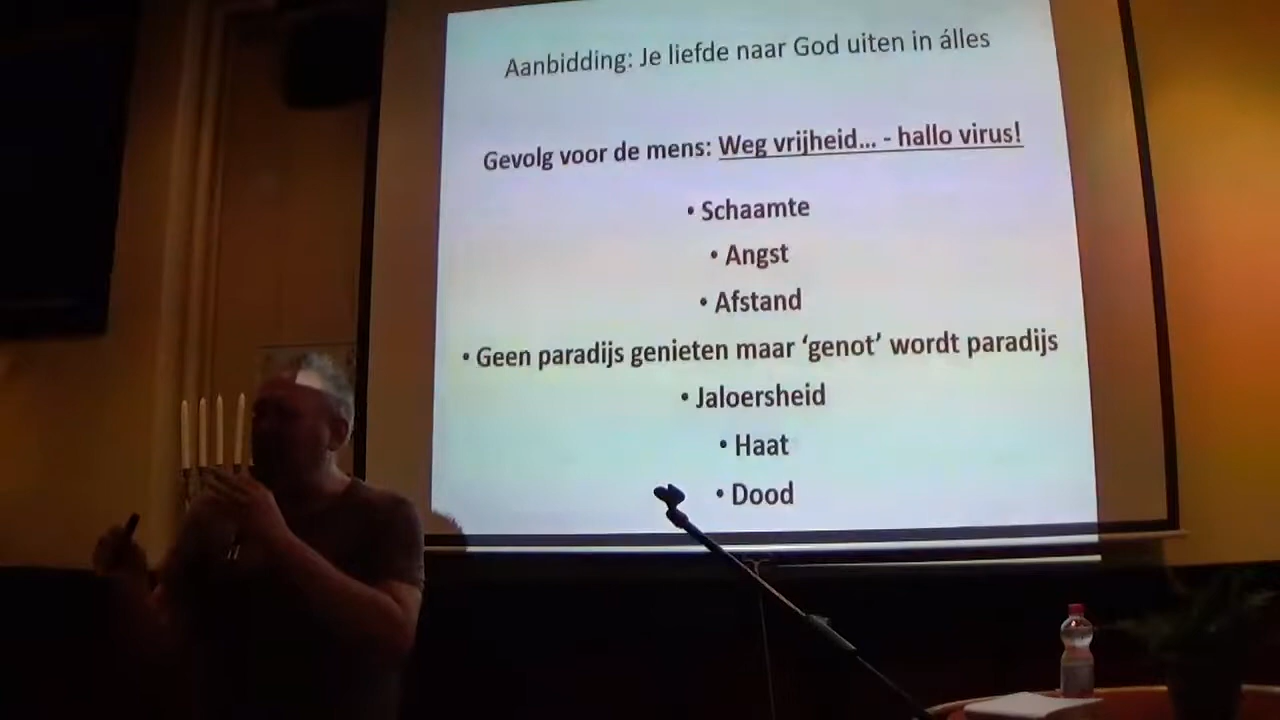 Aanbidding: Je liefde naar God uiten in álles
Gevolg voor de mens: Weg vrijheid... - hallo virus!
• Schaamte
• Angst
• Afstand
• Geen paradijs genieten maar ‘genot’ wordt paradijs
• Jaloersheid
• Haat
• Dood